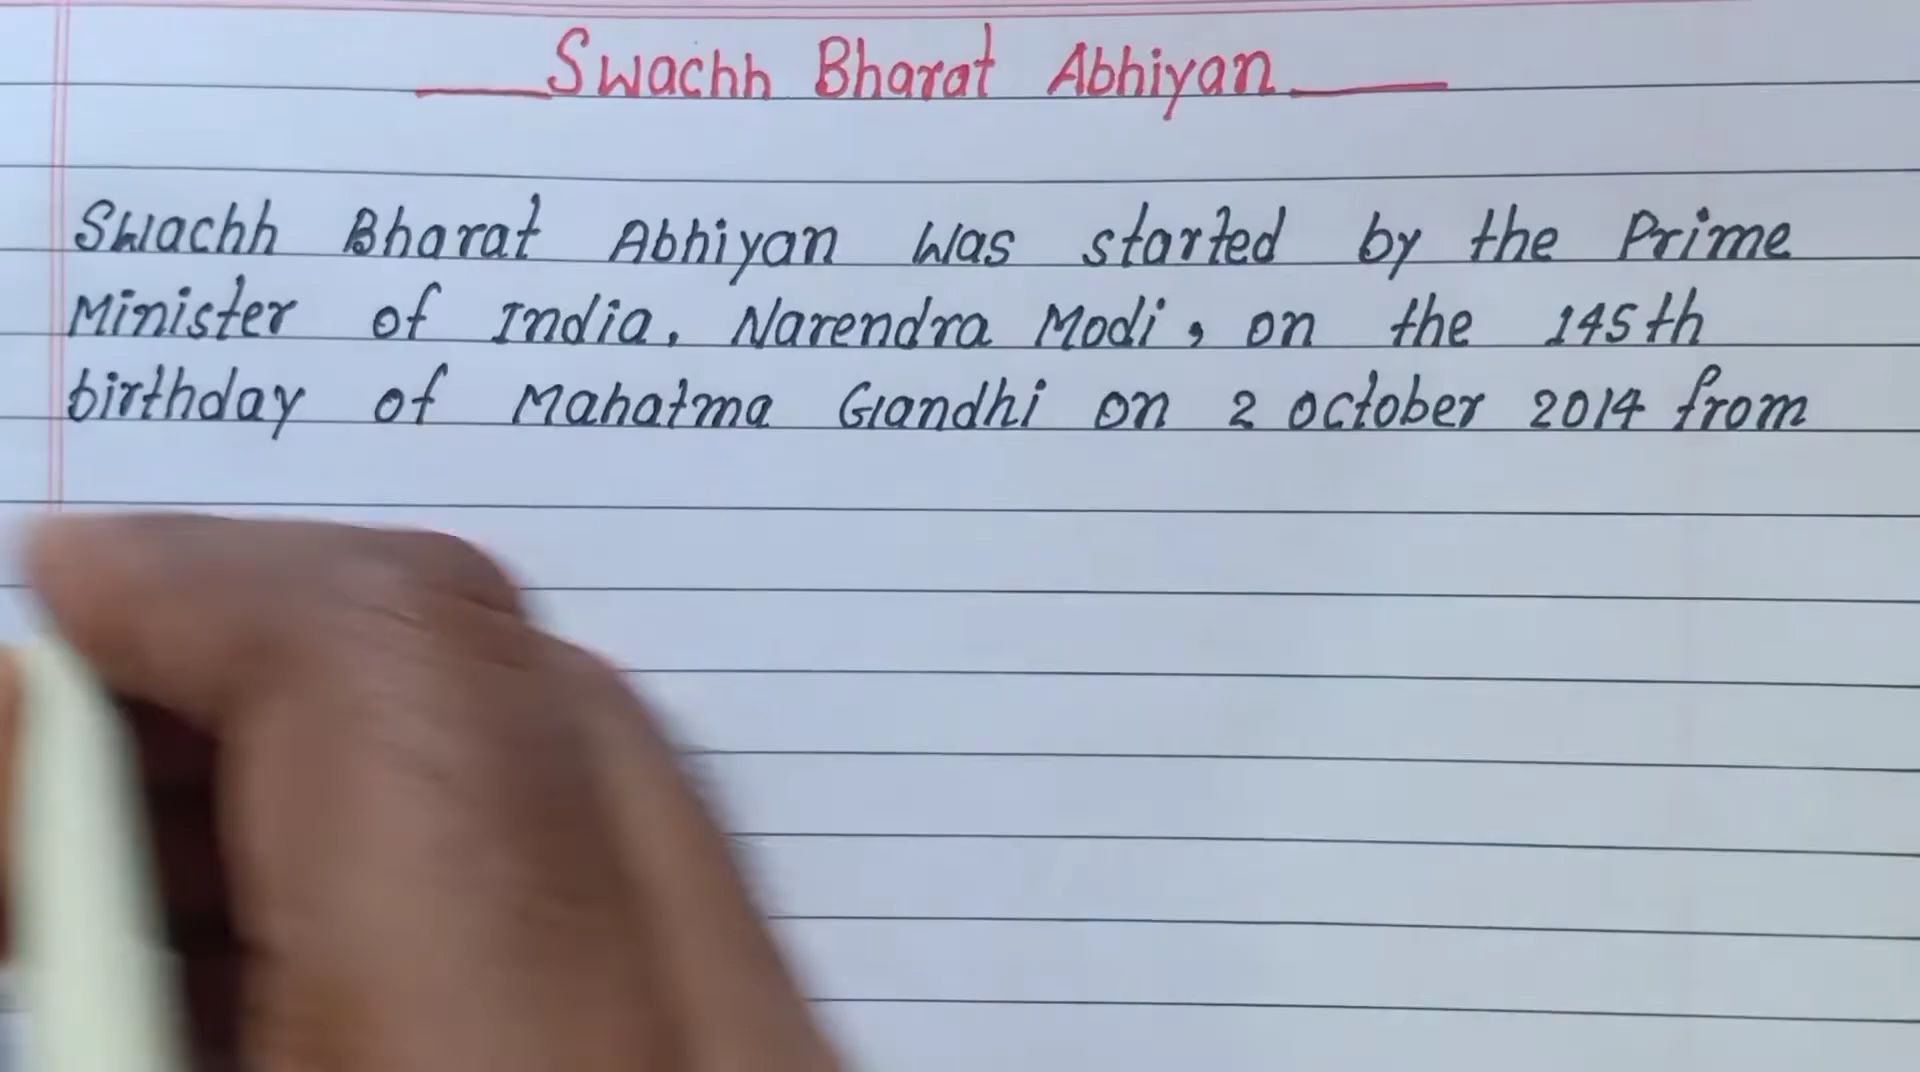 Swachh Bharat Abhiyan
Swachh Bharat Abhiyan was started by the Prime
Minister of India, Narendra Modi, on the 145th
birthday of Mahatma Gandhi on 2 october 2014 from